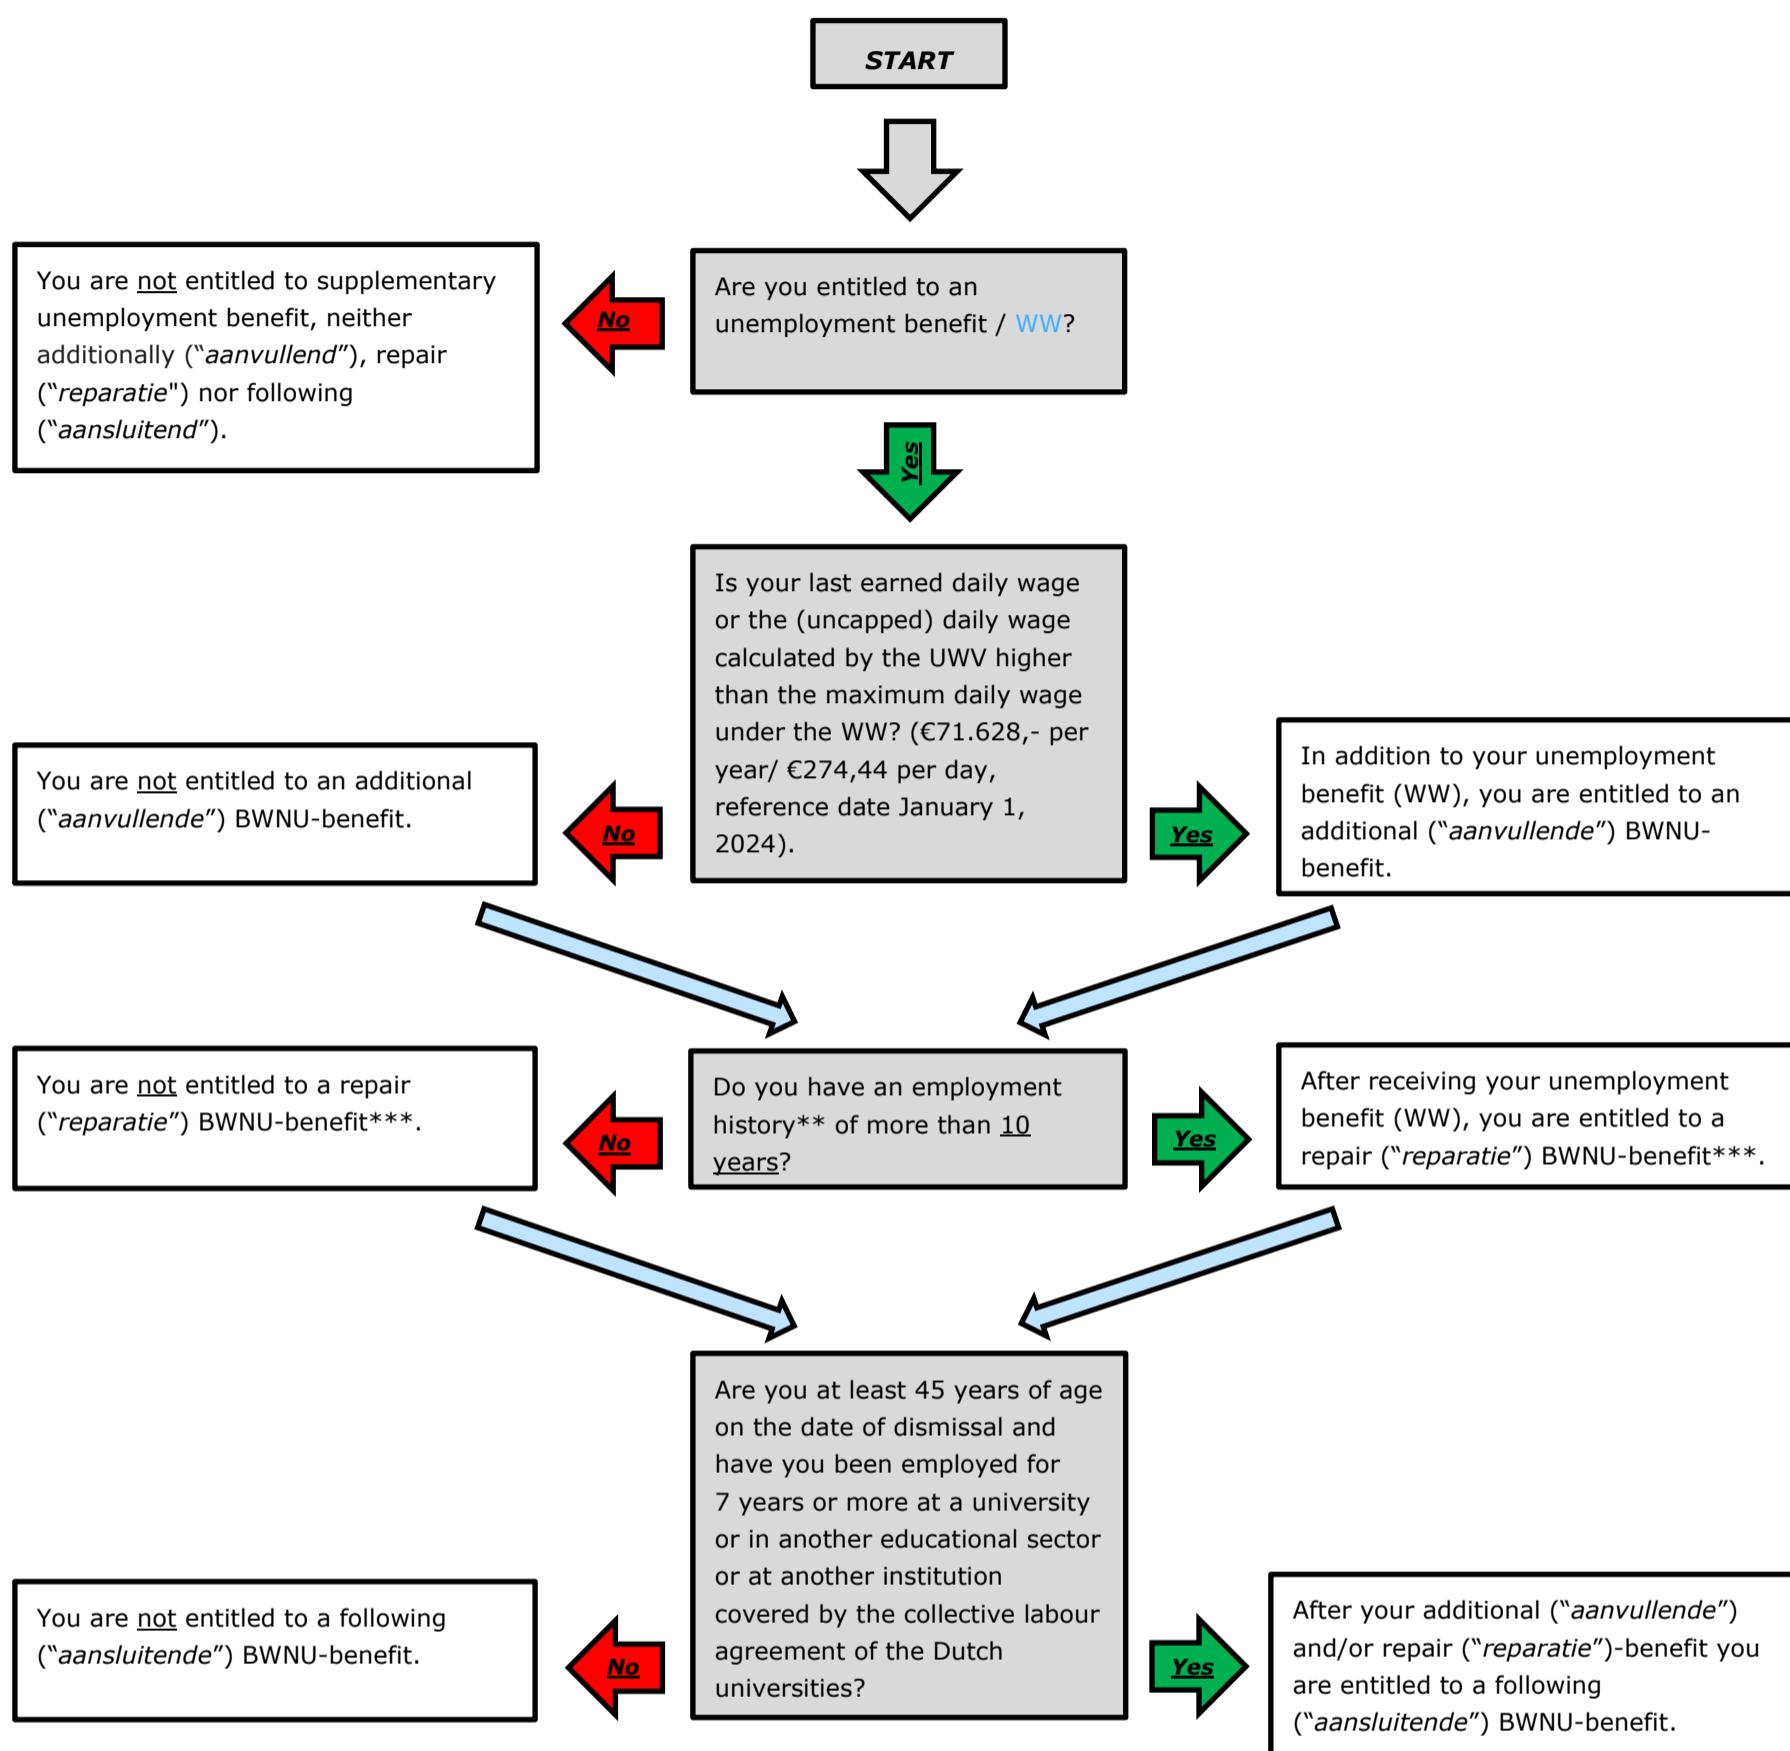 START
You are not entitled to supplementary
unemployment benefit, neither
additionally (“aanvullend”), repair
(“reparatie") nor following
(“aansluitend”).
No
Are you entitled to an
unemployment benefit / WW?
Yes
Is your last earned daily wage
or the (uncapped) daily wage
calculated by the UWV higher
than the maximum daily wage
under the WW? (€71.628,- per
year/ €274,44 per day,
reference date January 1,
2024).
You are not entitled to an additional
(“aanvullende”) BWNU-benefit.
No
Yes
In addition to your unemployment
benefit (WW), you are entitled to an
additional (“aanvullende”) BWNU-
benefit.
You are not entitled to a repair
(“reparatie”) BWNU-benefit***.
No
Do you have an employment
history** of more than 10
years?
Yes
After receiving your unemployment
benefit (WW), you are entitled to a
repair (“reparatie”) BWNU-benefit***.
Are you at least 45 years of age
on the date of dismissal and
have you been employed for
7 years or more at a university
or in another educational sector
or at another institution
covered by the collective labour
agreement of the Dutch
universities?
You are not entitled to a following
(“aansluitende”) BWNU-benefit.
No
Yes
After your additional (“aanvullende”)
and/or repair (“reparatie”)-benefit you
are entitled to a following
(“aansluitende”) BWNU-benefit.